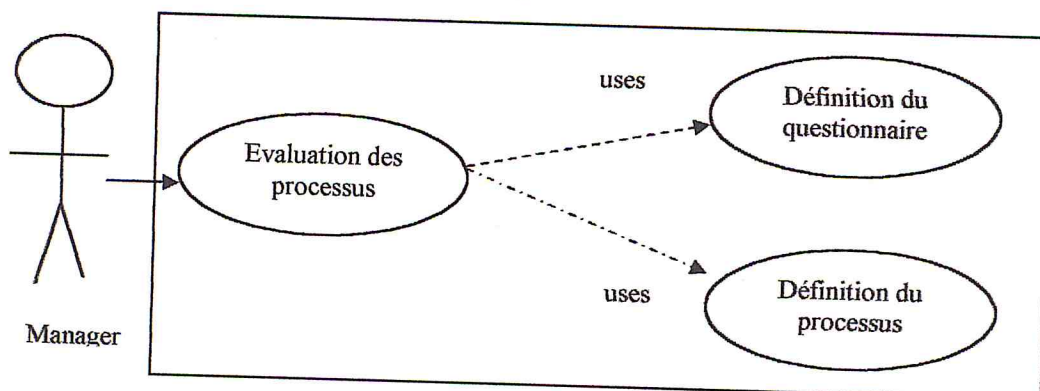 uses
Définition du
questionnaire
Evaluation des
processus
uses
Définition du
processus
Manager